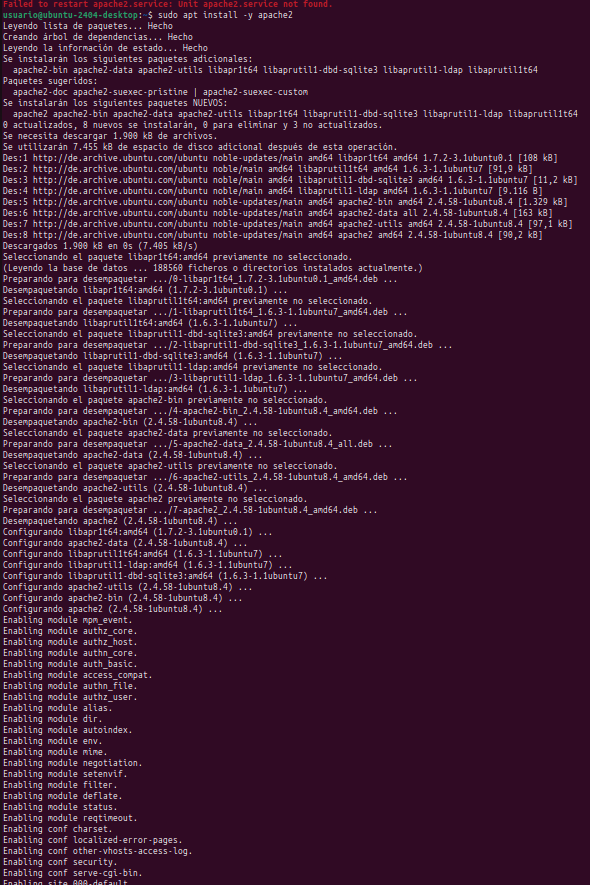 Failed to restart apache2.service: Unit apache2.service not found.
usuario@ubuntu-2404-desktop:~$ sudo apt install -y apache2
Leyendo lista de paquetes... Hecho
Creando árbol de dependencias... Hecho
Leyendo la información de estado... Hecho
Se instalarán los siguientes paquetes adicionales:
  apache2-bin apache2-data apache2-utils libapr1t64 libaprutil1-dbd-sqlite3 libaprutil1-ldap libaprutil1t64
Paquetes sugeridos:
  apache2-doc apache2-suexec-pristine | apache2-suexec-custom
Se instalarán los siguientes paquetes NUEVOS:
  apache2 apache2-bin apache2-data apache2-utils libapr1t64 libaprutil1-dbd-sqlite3 libaprutil1-ldap libaprutil1t64
0 actualizados, 8 nuevos se instalarán, 0 para eliminar y 3 no actualizados.
Se necesita descargar 1.900 kB de archivos.
Se utilizarán 7.455 kB de espacio de disco adicional después de esta operación.
Des:1 http://de.archive.ubuntu.com/ubuntu noble-updates/main amd64 libapr1t64 amd64 1.7.2-3.1ubuntu0.1 [108 kB]
Des:2 http://de.archive.ubuntu.com/ubuntu noble/main amd64 libaprutil1t64 amd64 1.6.3-1.1ubuntu7 [91,9 kB]
Des:3 http://de.archive.ubuntu.com/ubuntu noble/main amd64 libaprutil1-dbd-sqlite3 amd64 1.6.3-1.1ubuntu7 [11,2 kB]
Des:4 http://de.archive.ubuntu.com/ubuntu noble/main amd64 libaprutil1-ldap amd64 1.6.3-1.1ubuntu7 [9.116 B]
Des:5 http://de.archive.ubuntu.com/ubuntu noble-updates/main amd64 apache2-bin amd64 2.4.58-1ubuntu8.4 [1.329 kB]
Des:6 http://de.archive.ubuntu.com/ubuntu noble-updates/main amd64 apache2-data all 2.4.58-1ubuntu8.4 [163 kB]
Des:7 http://de.archive.ubuntu.com/ubuntu noble-updates/main amd64 apache2-utils amd64 2.4.58-1ubuntu8.4 [97,1 kB]
Des:8 http://de.archive.ubuntu.com/ubuntu noble-updates/main amd64 apache2 amd64 2.4.58-1ubuntu8.4 [90,2 kB]
Descargados 1.900 kB en 0s (7.405 kB/s)
Seleccionando el paquete libapr1t64:amd64 previamente no seleccionado.
(Leyendo la base de datos ... 188560 ficheros o directorios instalados actualmente.)
Preparando para desempaquetar .../0-libapr1t64_1.7.2-3.1ubuntu0.1_amd64.deb ...
Desempaquetando libapr1t64:amd64 (1.7.2-3.1ubuntu0.1) ...
Seleccionando el paquete libaprutil1t64:amd64 previamente no seleccionado.
Preparando para desempaquetar .../1-libaprutil1t64_1.6.3-1.1ubuntu7_amd64.deb ...
Desempaquetando libaprutil1t64:amd64 (1.6.3-1.1ubuntu7) ...
Seleccionando el paquete libaprutil1-dbd-sqlite3:amd64 previamente no seleccionado.
Preparando para desempaquetar .../2-libaprutil1-dbd-sqlite3_1.6.3-1.1ubuntu7_amd64.deb ...
Desempaquetando libaprutil1-dbd-sqlite3:amd64 (1.6.3-1.1ubuntu7) ...
Seleccionando el paquete libaprutil1-ldap:amd64 previamente no seleccionado.
Preparando para desempaquetar .../3-libaprutil1-ldap_1.6.3-1.1ubuntu7_amd64.deb ...
Desempaquetando libaprutil1-ldap:amd64 (1.6.3-1.1ubuntu7) ...
Seleccionando el paquete apache2-bin previamente no seleccionado.
Preparando para desempaquetar .../4-apache2-bin_2.4.58-1ubuntu8.4_amd64.deb ...
Desempaquetando apache2-bin (2.4.58-1ubuntu8.4) ...
Seleccionando el paquete apache2-data previamente no seleccionado.
Preparando para desempaquetar .../5-apache2-data_2.4.58-1ubuntu8.4_all.deb ...
Desempaquetando apache2-data (2.4.58-1ubuntu8.4) ...
Seleccionando el paquete apache2-utils previamente no seleccionado.
Preparando para desempaquetar .../6-apache2-utils_2.4.58-1ubuntu8.4_amd64.deb ...
Desempaquetando apache2-utils (2.4.58-1ubuntu8.4) ...
Seleccionando el paquete apache2 previamente no seleccionado.
Preparando para desempaquetar .../7-apache2_2.4.58-1ubuntu8.4_amd64.deb ...
Desempaquetando apache2 (2.4.58-1ubuntu8.4) ...
Configurando libapr1t64:amd64 (1.7.2-3.1ubuntu0.1) ...
Configurando apache2-data (2.4.58-1ubuntu8.4) ...
Configurando libaprutil1t64:amd64 (1.6.3-1.1ubuntu7) ...
Configurando libaprutil1-ldap:amd64 (1.6.3-1.1ubuntu7) ...
Configurando libaprutil1-dbd-sqlite3:amd64 (1.6.3-1.1ubuntu7) ...
Configurando apache2-utils (2.4.58-1ubuntu8.4) ...
Configurando apache2-bin (2.4.58-1ubuntu8.4) ...
Configurando apache2 (2.4.58-1ubuntu8.4) ...
Enabling module mpm_event.
Enabling module authz_core.
Enabling module authz_host.
Enabling module authn_core.
Enabling module auth_basic.
Enabling module access_compat.
Enabling module authn_file.
Enabling module authz_user.
Enabling module alias.
Enabling module dir.
Enabling module autoindex.
Enabling module env.
Enabling module mime.
Enabling module negotiation.
Enabling module setenvif.
Enabling module filter.
Enabling module deflate.
Enabling module status.
Enabling module reqtimeout.
Enabling conf charset.
Enabling conf localized-error-pages.
Enabling conf other-vhosts-access-log.
Enabling conf security.
Enabling conf serve-cgi-bin.
Enabling site 000-default.